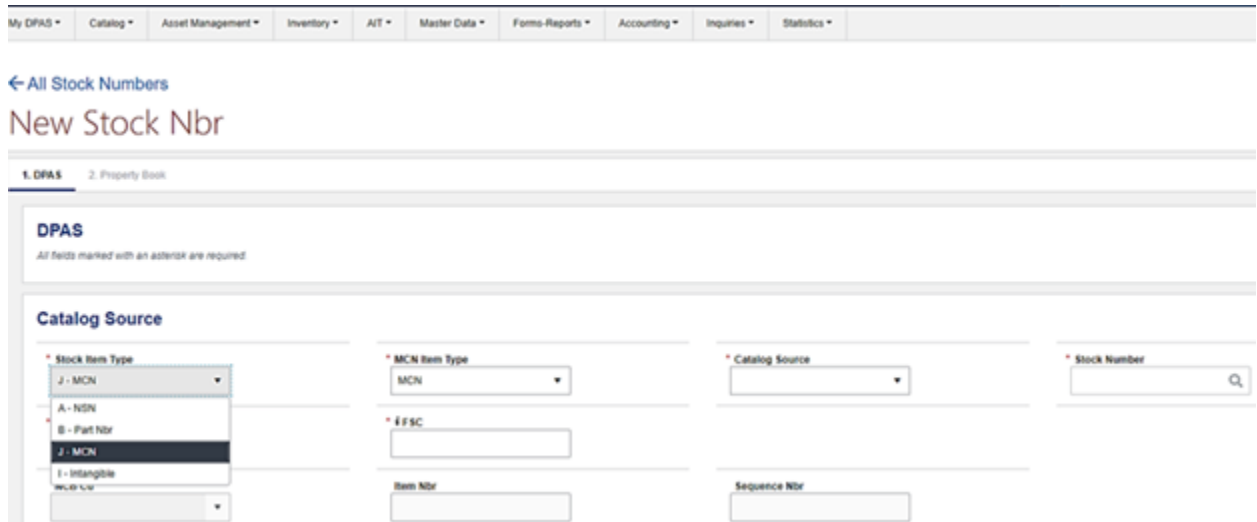 My DPAS Catalog Asset Management Inventory AIT Master Data Forms-Reports Accounting Inquiries Statistics
←All Stock Numbers
New Stock Nbr
1. DPAS 2. Property Book
DPAS
All fields marked with an asterisk are required.
Catalog Source
* Stock Item Type * MCN Item Type * Catalog Source * Stock Number
J - MCN MCN
A - NSN
B - Part Nbr
* * i FSC
J - MCN
I - Intangible
Item Nbr Sequence Nbr